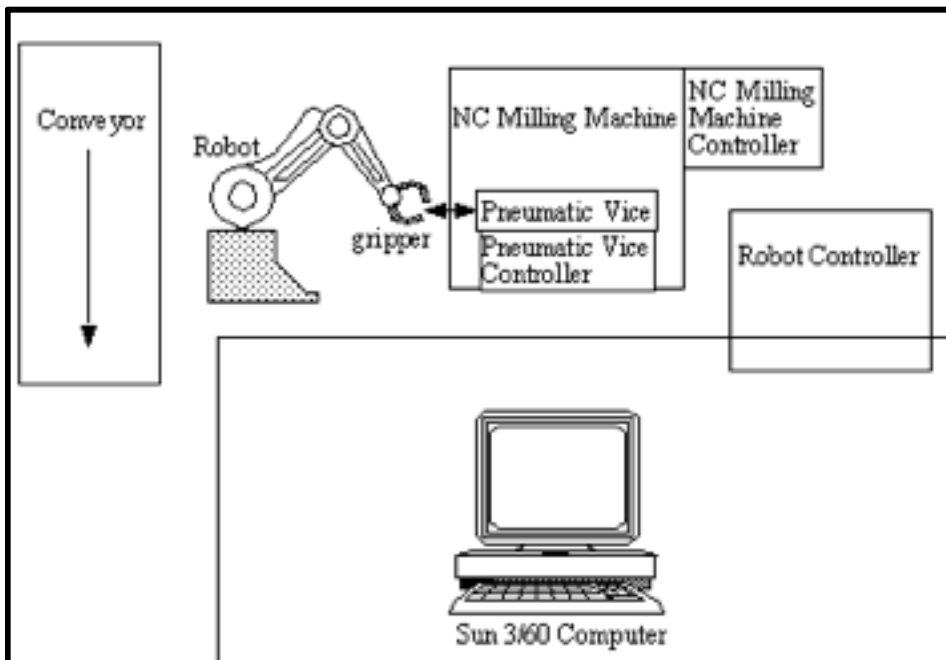 Conveyor
Robot
gripper
NC Milling Machine
NC Milling
Machine
Controller
Pneumatic Vice
Pneumatic Vice
Controller
Robot Controller
Sun 3/60 Computer